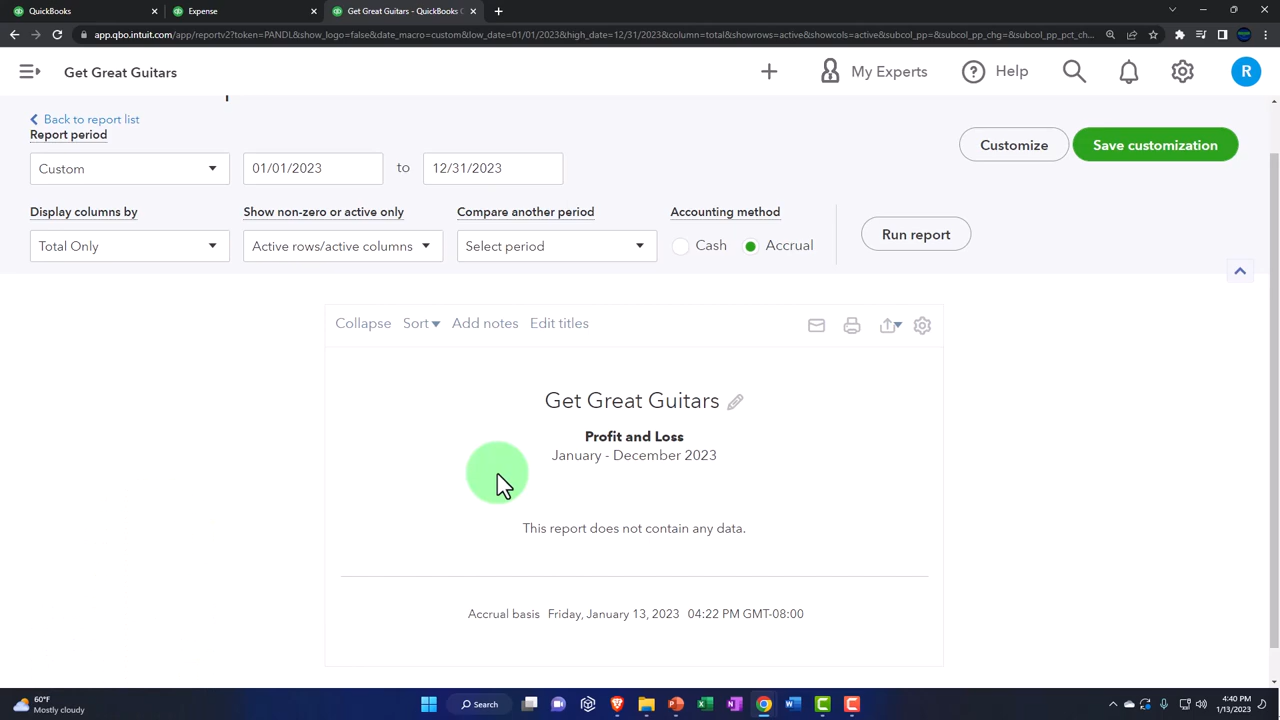 QuickBooks
Expense
Get Great Guitars - QuickBooks O
app.qbo.intuit.com/app/reportv2?token=PANDL&show_logo=false&date_macro=custom&low_date=01/01/2023&high_date=12/31/2023&column=total&showrows=active&showcols=active&subcol_pp=&subcol_pp_chg=&subcol_pp_pct_ch...
Get Great Guitars
My Experts
Help
R
Back to report list
Report period
Custom
01/01/2023
to
12/31/2023
Customize
Save customization
Display columns by
Show non-zero or active only
Compare another period
Accounting method
Total Only
Active rows/active columns
Select period
Cash
Accrual
Run report
Collapse
Sort
Add notes
Edit titles
Get Great Guitars
Profit and Loss
January - December 2023
This report does not contain any data.
Accrual basis Friday, January 13, 2023 04:22 PM GMT-08:00
60°F
Mostly cloudy
Search
4:40 PM
1/13/2023